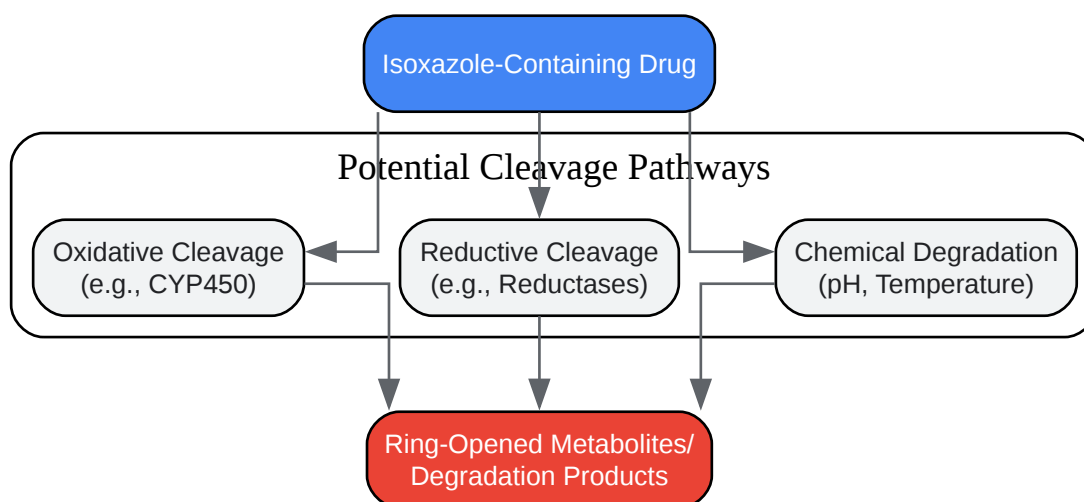 Isoxazole-Containing Drug
Potential Cleavage Pathways
Oxidative Cleavage
(e.g., CYP450)
Reductive Cleavage
(e.g., Reductases)
Chemical Degradation
(pH, Temperature)
Ring-Opened Metabolites/
Degradation Products